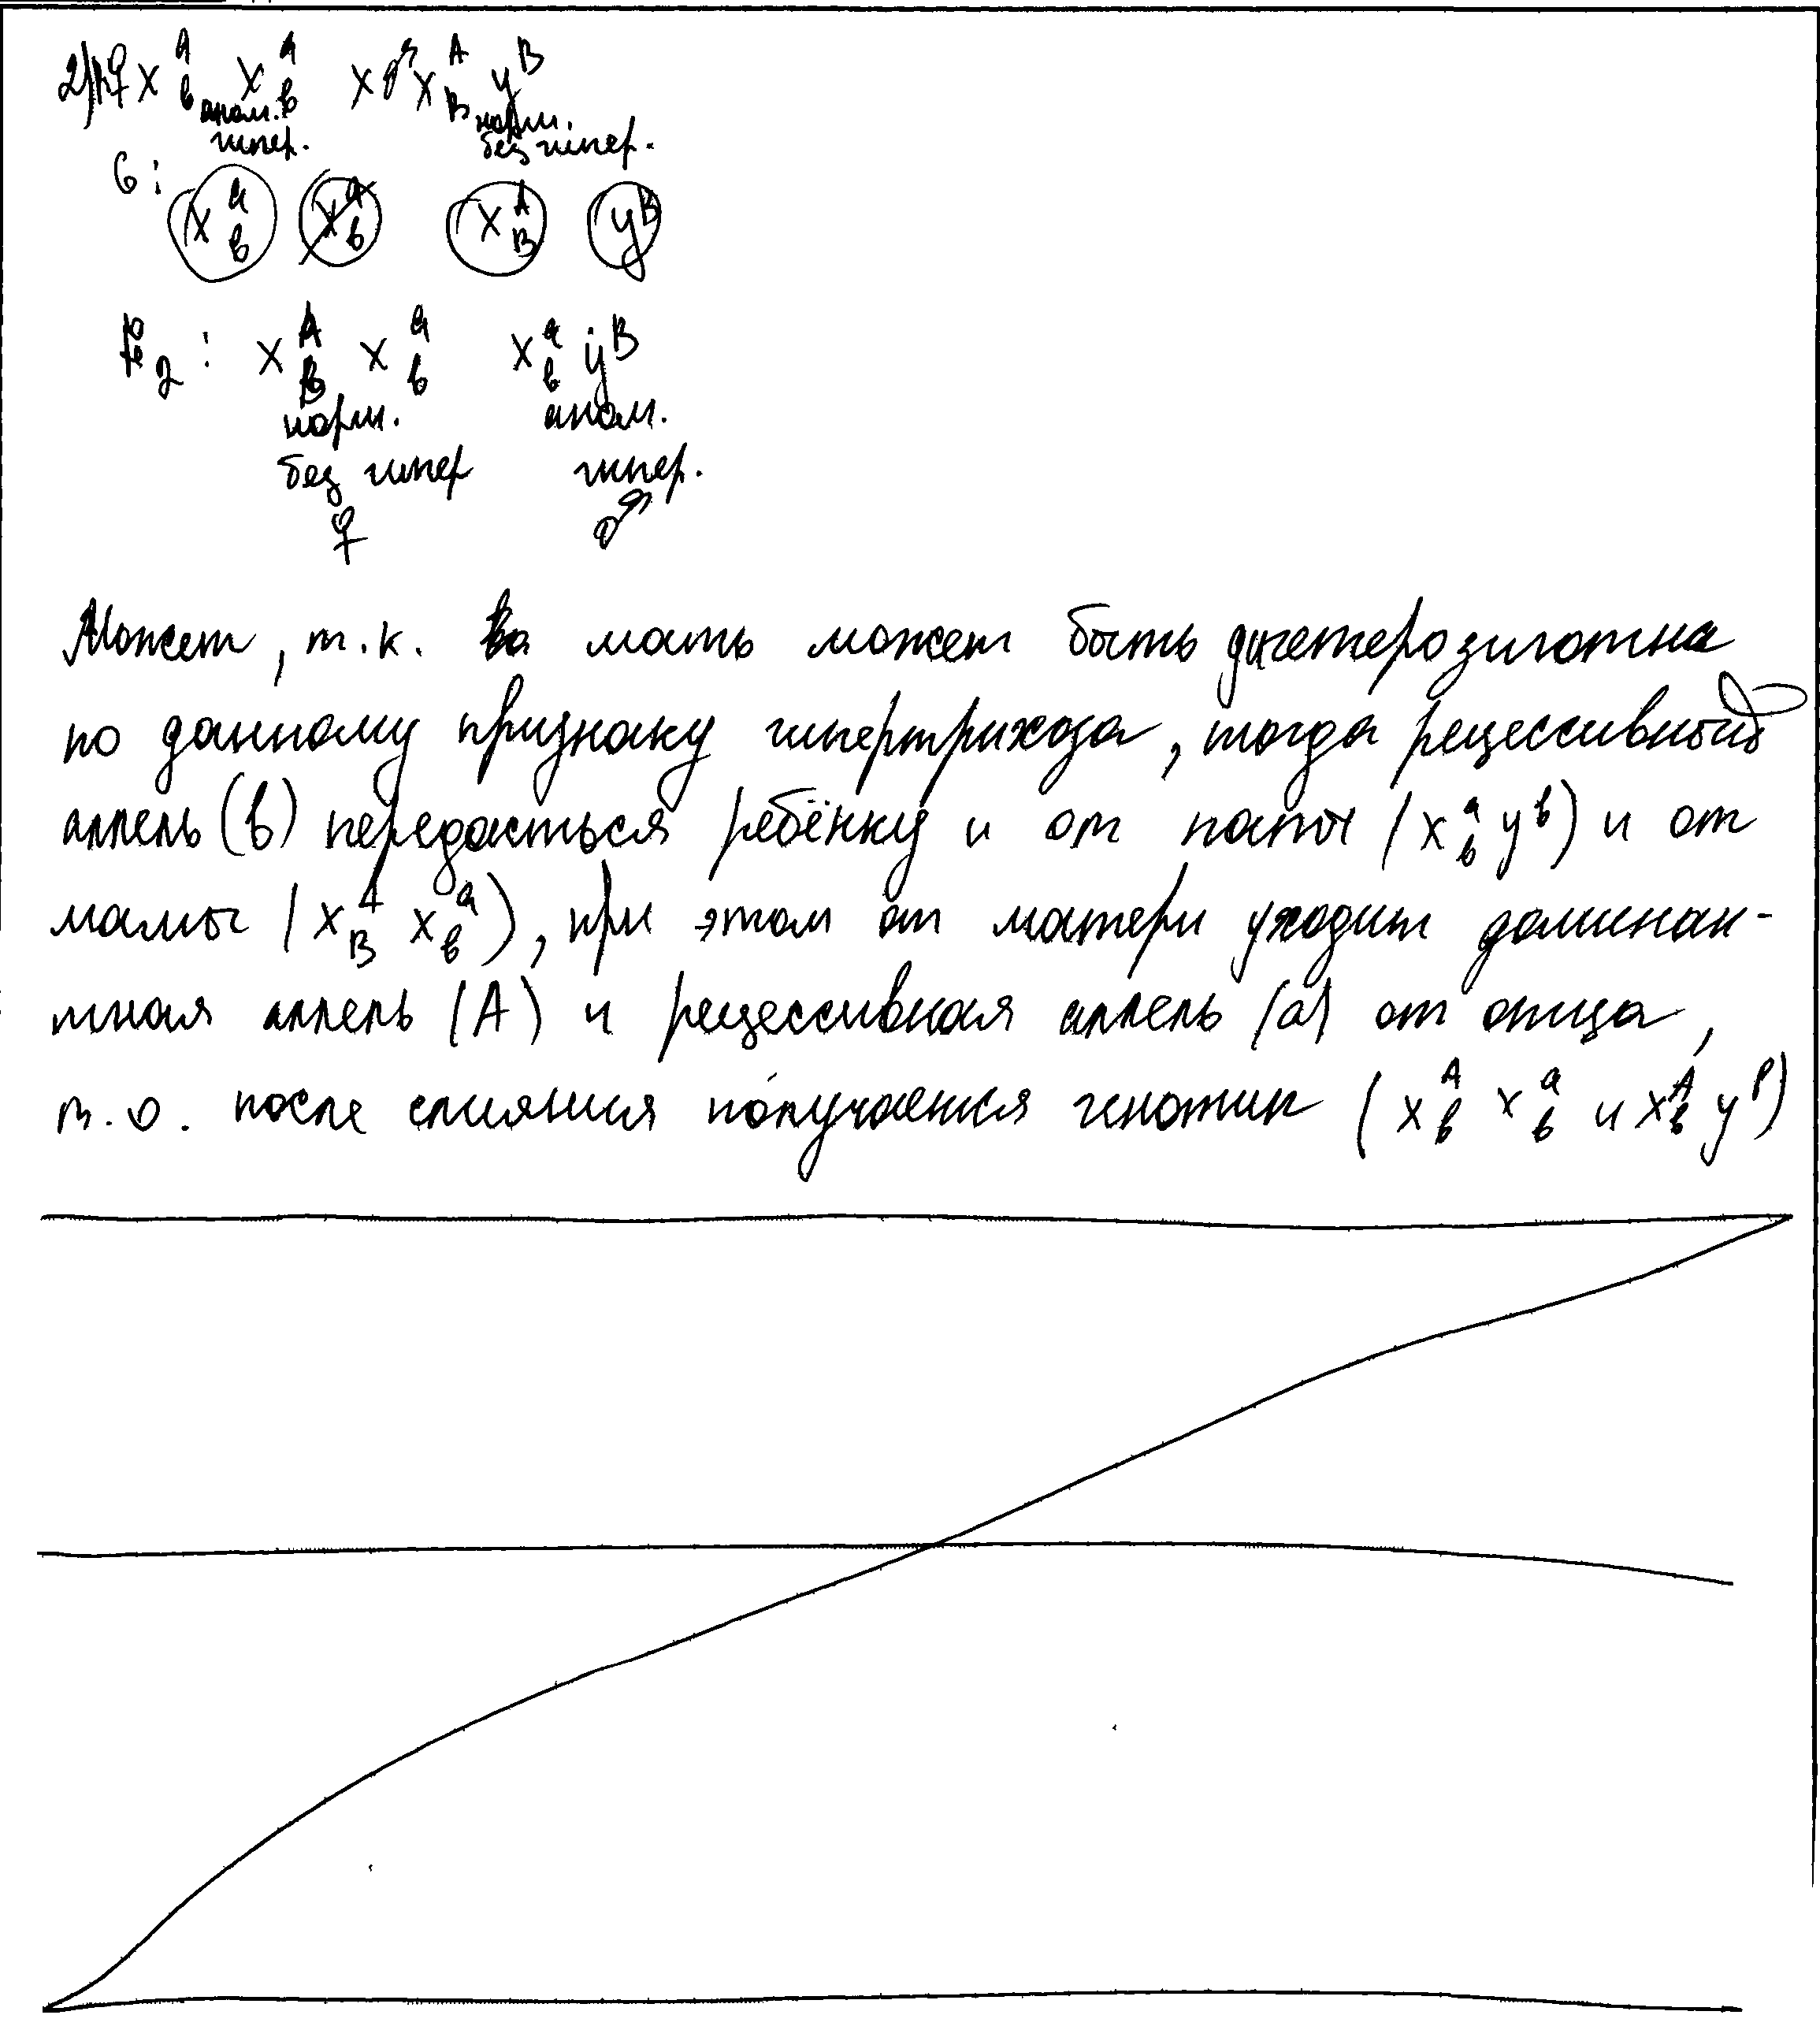 2) P ♀ X^a_b X^a_b x ♂ X^A_B Y^B
аном. норм.
гипер. без гипер.
G: X^a_b X^a_b X^A_B Y^B
F2: X^A_B X^a_b X^a_b Y^B
норм. аном.
без гипер гипер.
♀ ♂
Может, т.к. мать может быть дигетерозиготна
по данному признаку гипертрихоза, тогда рецессивный
аллель (b) передасться ребёнку и от папы (X^a_b Y^b) и от
мамы (X^A_B X^a_b), при этом от матери уходит доминан-
тная аллель (A) и рецессивная аллель (a) от отца,
т.о. после слияния получается генотип (X^A_b X^a_b и X^A_b Y^b)